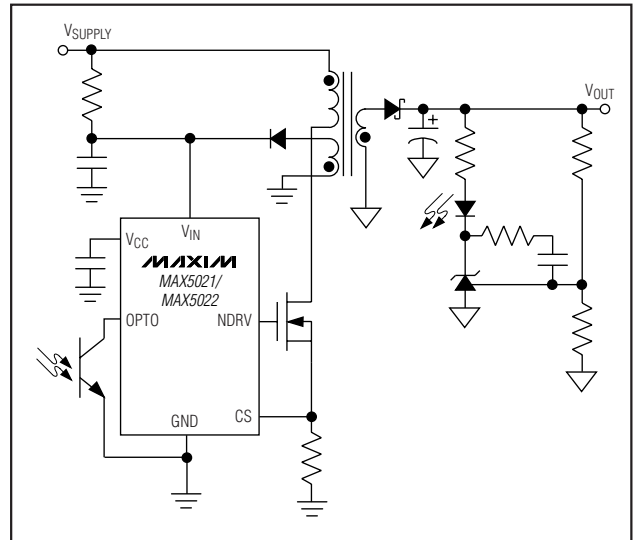 VSUPPLY
VOUT
VCC
VIN
MAXIM
MAX5021/
MAX5022
OPTO
NDRV
CS
GND
+